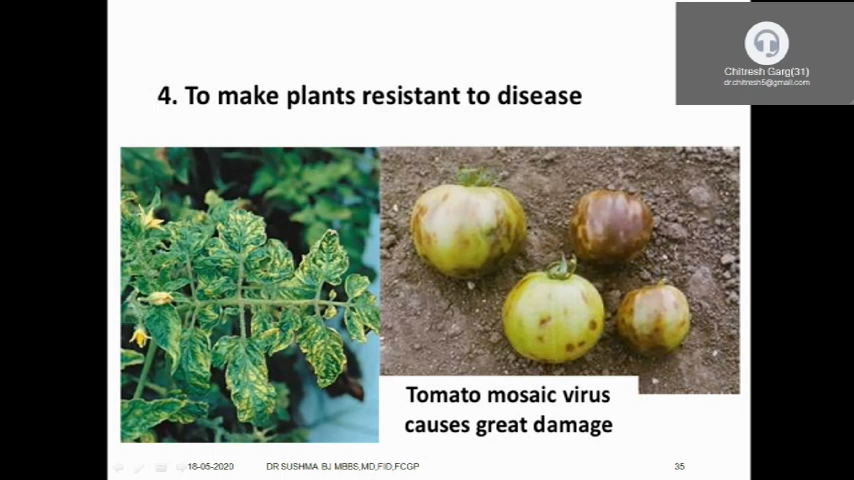 Chitresh Garg(31)
dr.chitresh5@gmail.com
4. To make plants resistant to disease
Tomato mosaic virus
causes great damage
18-05-2020 DR SUSHMA BJ MBBS,MD,FID,FCGP 35